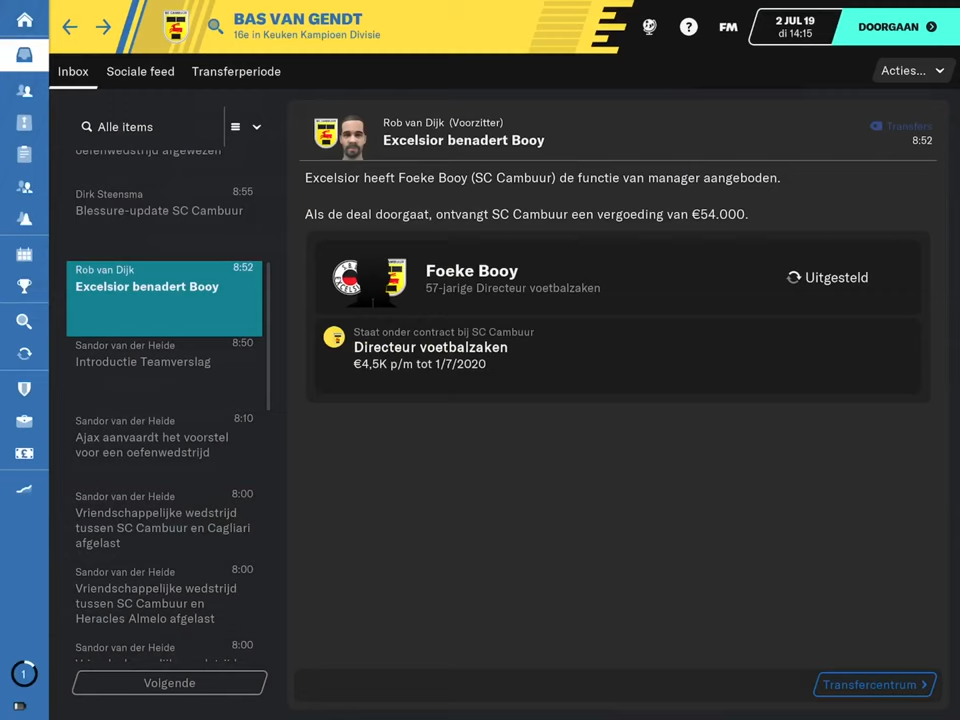 BAS VAN GENDT
16e in Keuken Kampioen Divisie
FM
2 JUL 19
di 14:15
DOORGAAN
Inbox
Sociale feed
Transferperiode
Acties...
Alle items
oefenwedstrijd afgewezen
Dirk Steensma
8:55
Blessure-update SC Cambuur
Rob van Dijk
8:52
Excelsior benadert Booy
Sandor van der Heide
8:50
Introductie Teamverslag
Sandor van der Heide
8:10
Ajax aanvaardt het voorstel
voor een oefenwedstrijd
Sandor van der Heide
8:00
Vriendschappelijke wedstrijd
tussen SC Cambuur en Cagliari
afgelast
Sandor van der Heide
8:00
Vriendschappelijke wedstrijd
tussen SC Cambuur en
Heracles Almelo afgelast
Sandor van der Heide
8:00
Volgende
1
Rob van Dijk (Voorzitter)
Excelsior benadert Booy
Transfers
8:52
Excelsior heeft Foeke Booy (SC Cambuur) de functie van manager aangeboden.
Als de deal doorgaat, ontvangt SC Cambuur een vergoeding van €54.000.
Foeke Booy
57-jarige Directeur voetbalzaken
Uitgesteld
Staat onder contract bij SC Cambuur
Directeur voetbalzaken
€4,5K p/m tot 1/7/2020
Transfercentrum